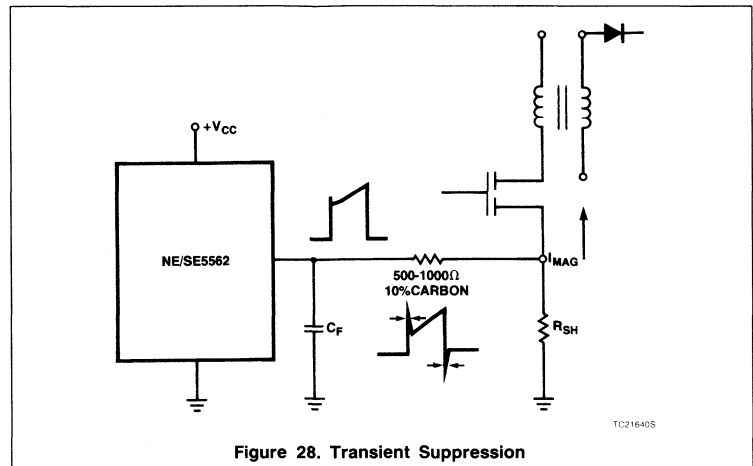 +VCC
NE/SE5562
500-1000Ω
10%CARBON
CF
IMAG
RSH
TC21640S
Figure 28. Transient Suppression